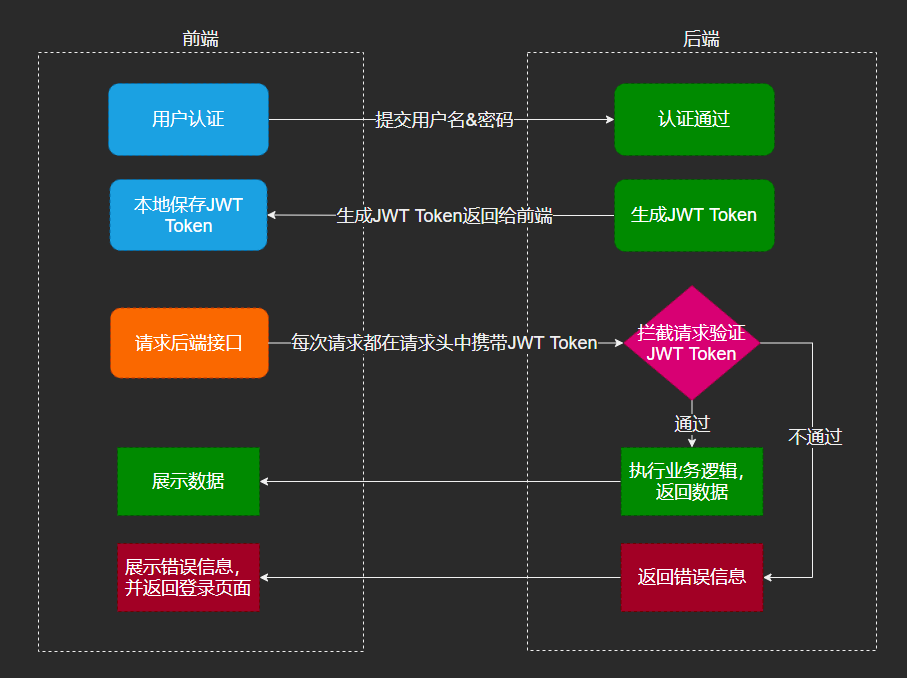 前端
后端
用户认证
提交用户名&密码
认证通过
本地保存JWT
Token
生成JWT Token返回给前端
生成JWT Token
请求后端接口
每次请求都在请求头中携带JWT Token
拦截请求验证
JWT Token
通过
不通过
展示数据
执行业务逻辑，
返回数据
展示错误信息，
并返回登录页面
返回错误信息